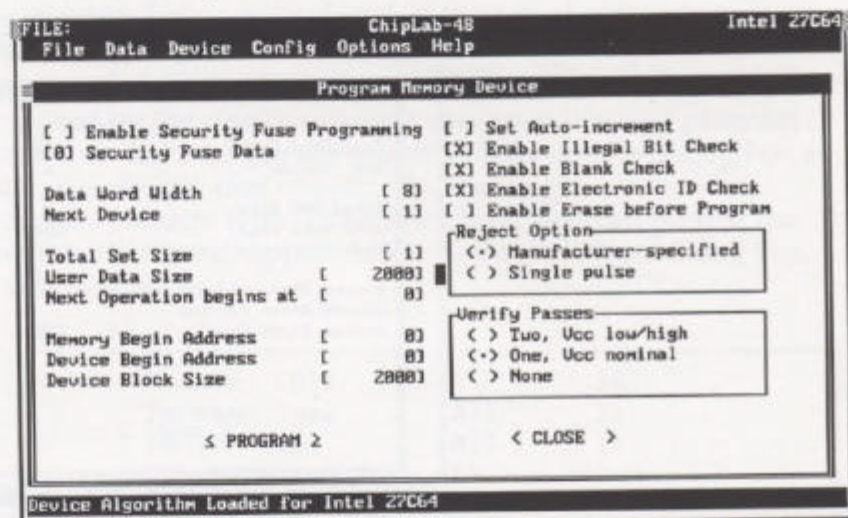 FILE: ChipLab-48 Intel 27C64
File Data Device Config Options Help
Program Memory Device
[ ] Enable Security Fuse Programming
[0] Security Fuse Data
Data Word Width [ 8]
Next Device [ 1]
Total Set Size [ 1]
User Data Size [ 2000]
Next Operation begins at [ 0]
Memory Begin Address [ 0]
Device Begin Address [ 0]
Device Block Size [ 2000]
[ ] Set Auto-increment
[X] Enable Illegal Bit Check
[X] Enable Blank Check
[X] Enable Electronic ID Check
[ ] Enable Erase before Program
Reject Option
(·) Manufacturer-specified
( ) Single pulse
Verify Passes
( ) Two, Vcc low/high
(·) One, Vcc nominal
( ) None
≤ PROGRAM ≥
< CLOSE >
Device Algorithm Loaded for Intel 27C64